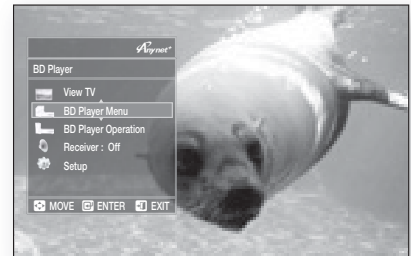 Anynet+
BD Player
View TV
BD Player Menu
BD Player Operation
Receiver : Off
Setup
MOVE ENTER EXIT